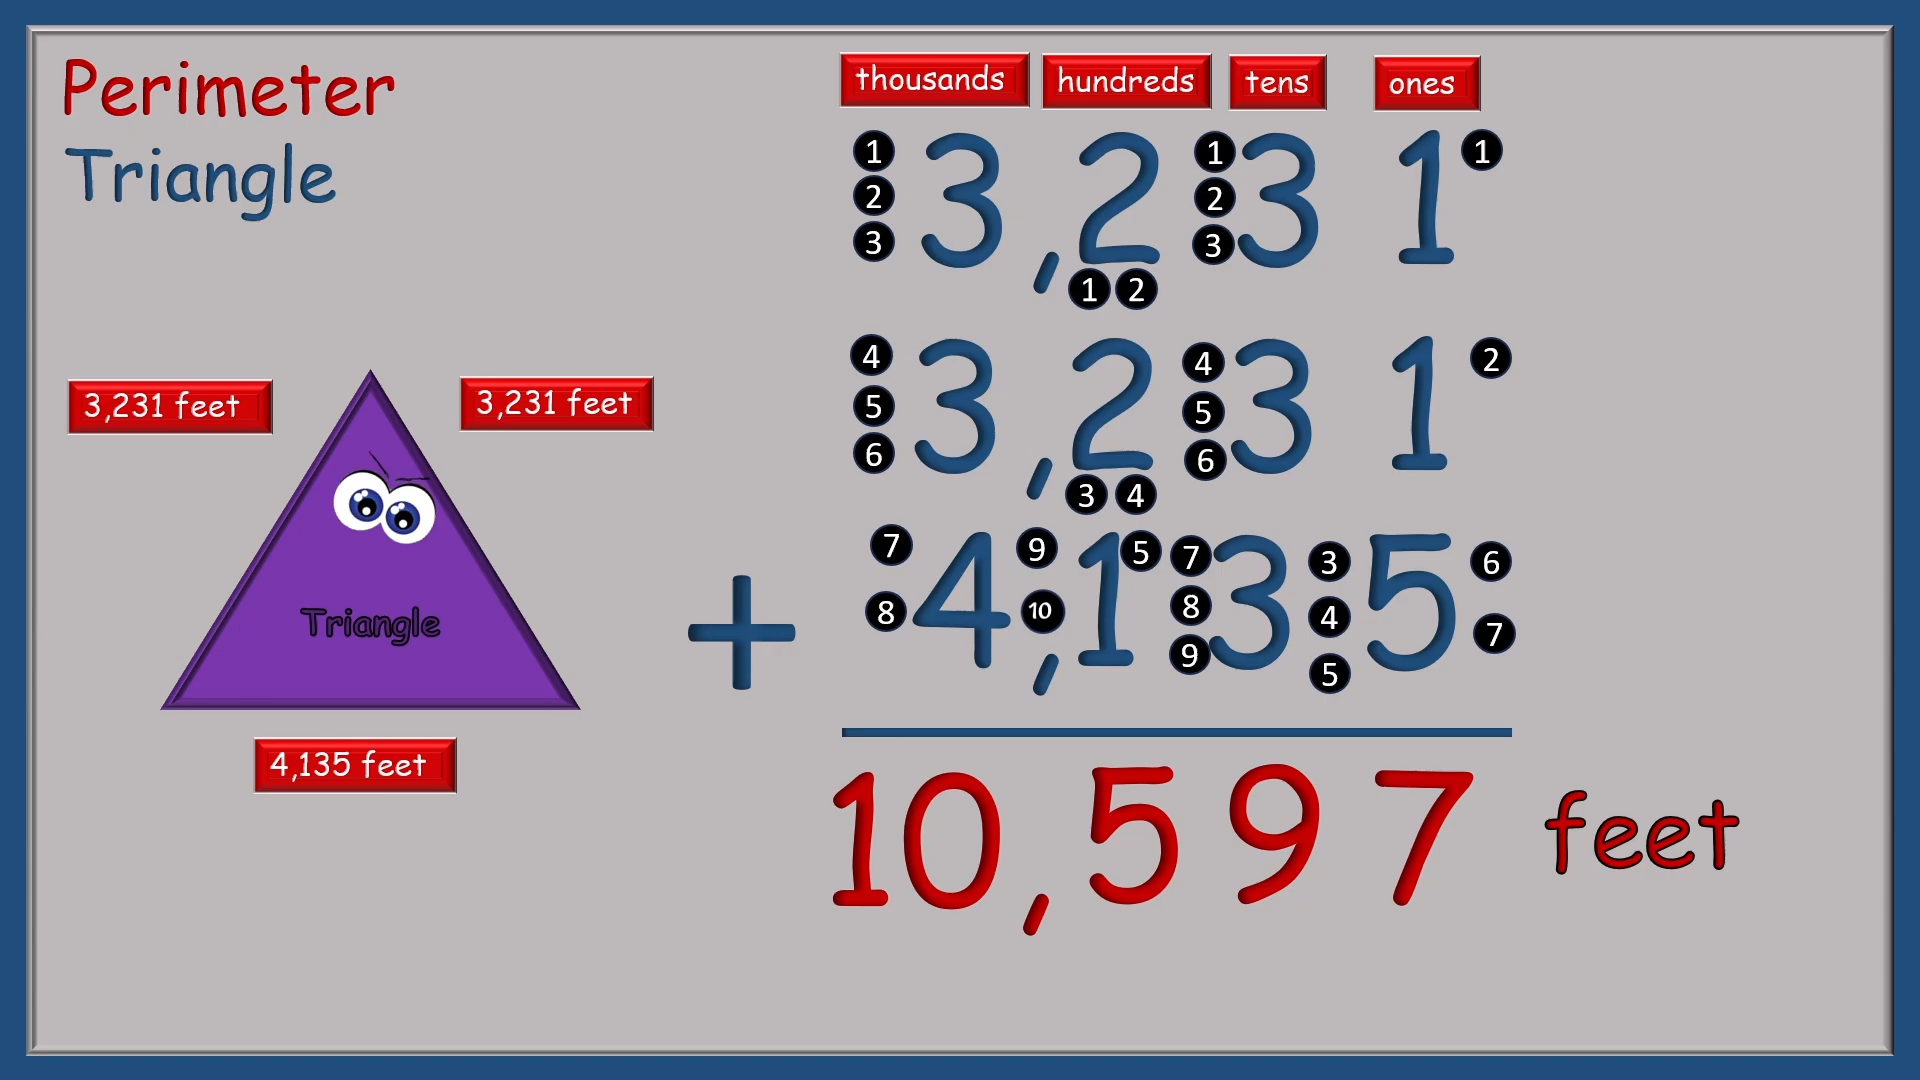 Perimeter
Triangle
thousands hundreds tens ones
1 2 3 3,2 1 2 1 2 3 3 1 1
4 5 6 3,2 3 4 4 5 6 3 1 2
3,231 feet 3,231 feet
Triangle
+ 7 8 4, 9 10 1 5 7 8 9 3 3 4 5 5 6 7
4,135 feet
10,597 feet